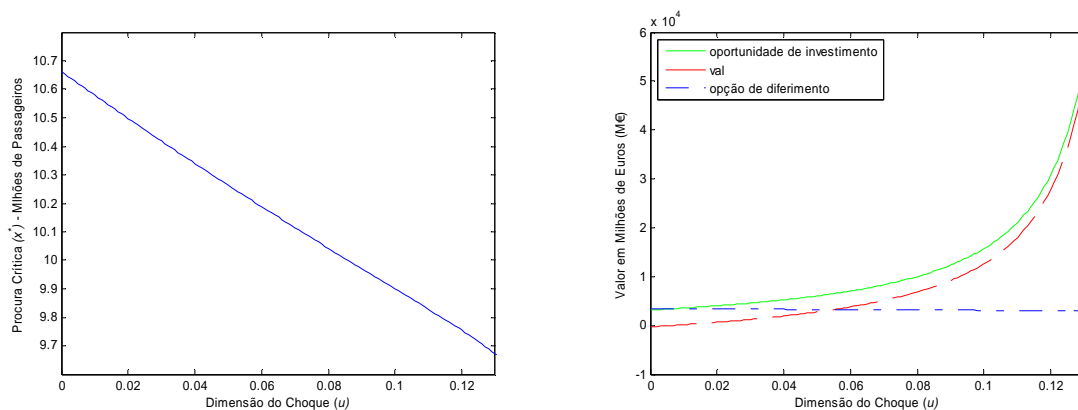 Procura Crítica (x*) - Mlhões de Passageiros
10.7
10.6
10.5
10.4
10.3
10.2
10.1
10
9.9
9.8
9.7
0 0.02 0.04 0.06 0.08 0.1 0.12
Dimensão do Choque (u)
x 10⁴
Valor em Milhões de Euros (M€)
6
5
4
3
2
1
0
-1
oportunidade de investimento
val
opção de diferimento
0 0.02 0.04 0.06 0.08 0.1 0.12
Dimensão do Choque (u)